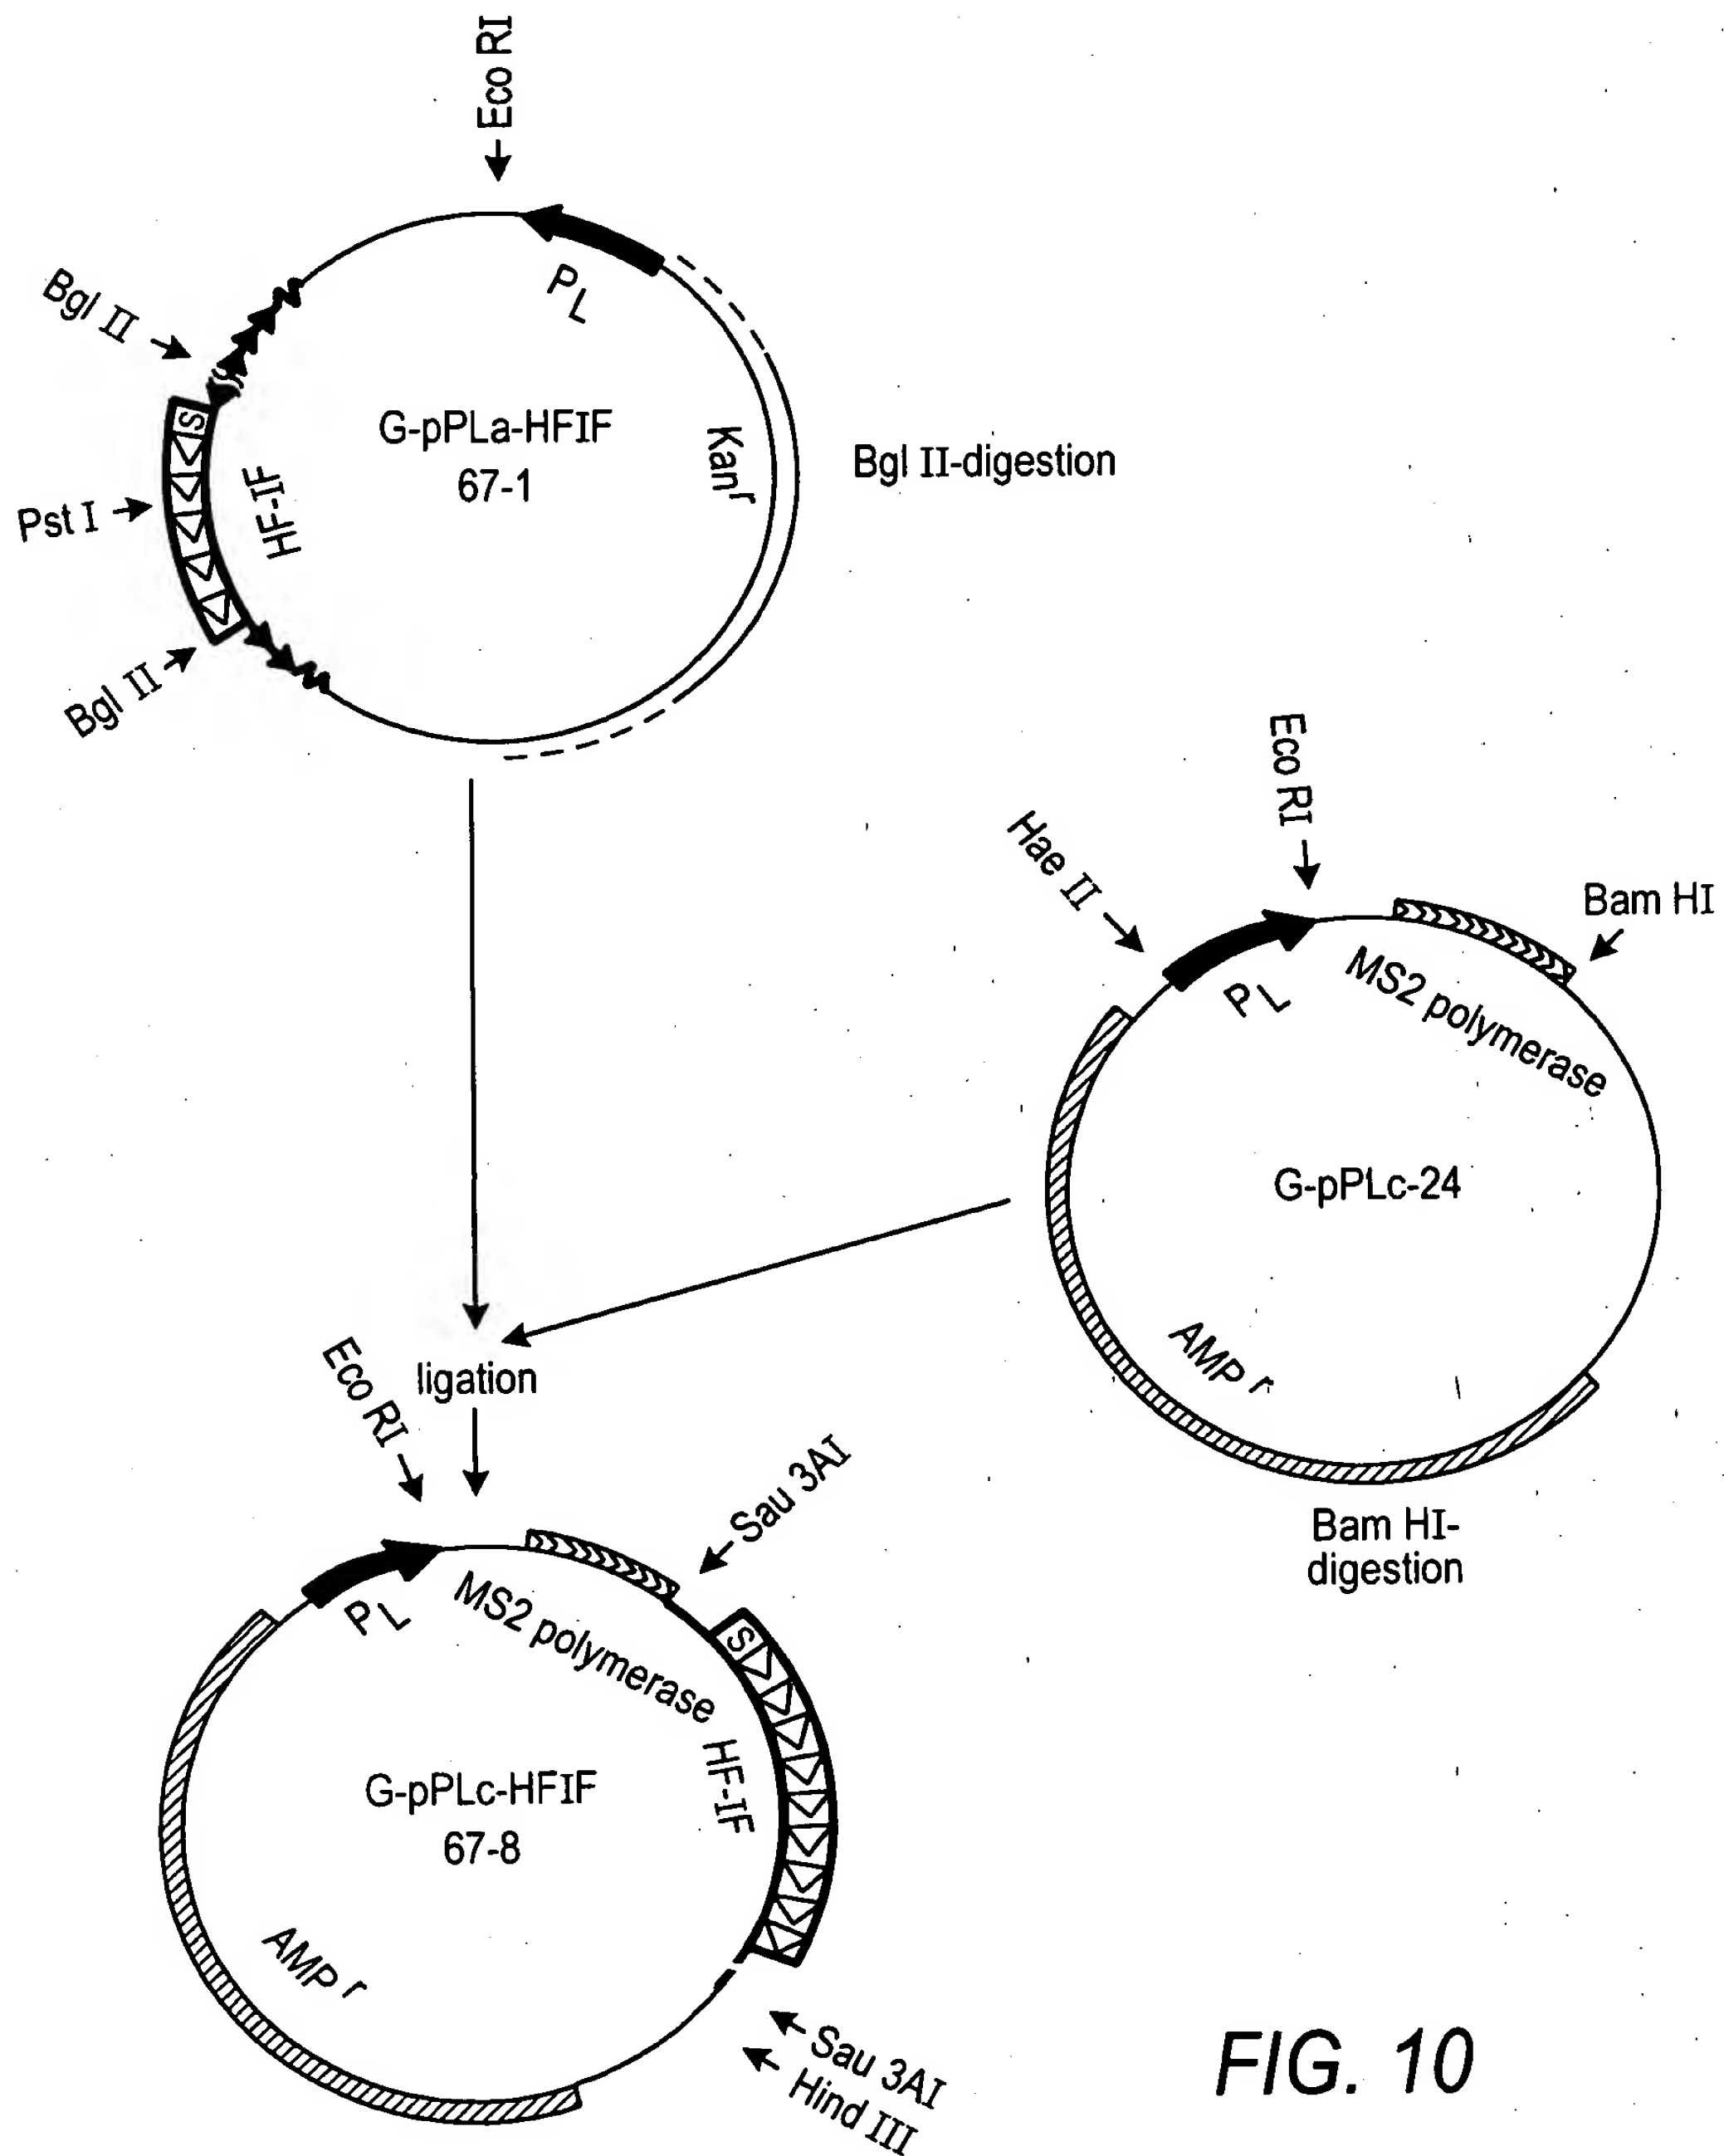 Eco RI
PL
Bgl II
G-pPLa-HFIF
67-1
Kanr
Bgl II-digestion
S
Pst I
HF-IF
Bgl II
Eco RI
Hae II
Bam HI
PL
MS2 polymerase
G-pPLc-24
AMP r
Bam HI-
digestion
ligation
Eco RI
Sau 3AI
PL
MS2 polymerase
S
HF-IF
G-pPLc-HFIF
67-8
AMP r
Sau 3AI
Hind III
FIG. 10